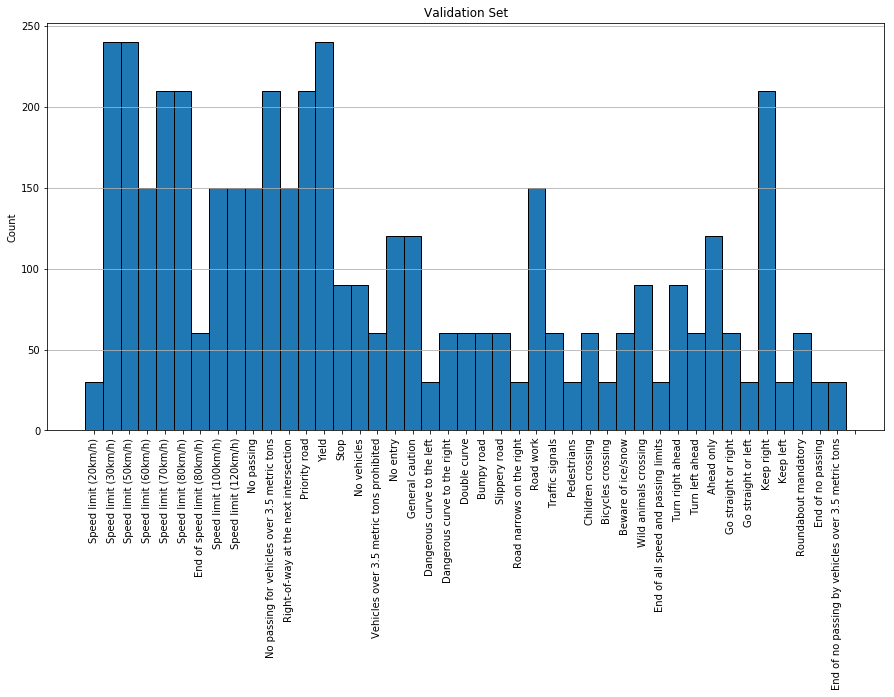 Validation Set
Count
250
200
150
100
50
0
Speed limit (20km/h)
Speed limit (30km/h)
Speed limit (50km/h)
Speed limit (60km/h)
Speed limit (70km/h)
Speed limit (80km/h)
End of speed limit (80km/h)
Speed limit (100km/h)
Speed limit (120km/h)
No passing
No passing for vehicles over 3.5 metric tons
Right-of-way at the next intersection
Priority road
Yield
Stop
No vehicles
Vehicles over 3.5 metric tons prohibited
No entry
General caution
Dangerous curve to the left
Dangerous curve to the right
Double curve
Bumpy road
Slippery road
Road narrows on the right
Road work
Traffic signals
Pedestrians
Children crossing
Bicycles crossing
Beware of ice/snow
Wild animals crossing
End of all speed and passing limits
Turn right ahead
Turn left ahead
Ahead only
Go straight or right
Go straight or left
Keep right
Keep left
Roundabout mandatory
End of no passing
End of no passing by vehicles over 3.5 metric tons